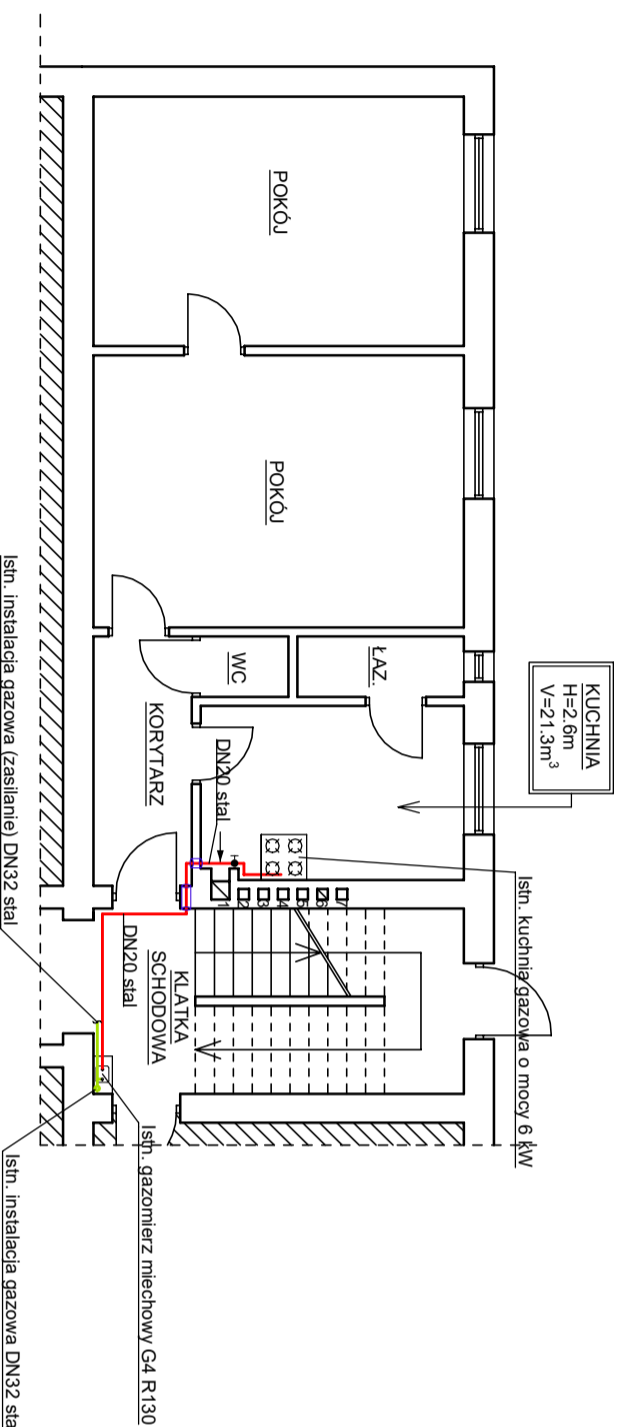 KUCHNIA
H=2.6m
V=21.3m³
Istn. kuchnia gazowa o mocy 6 kW
POKÓJ
POKÓJ
ŁAZ.
WC
KORYTARZ
DN20 stal
1
2
3
4
5
6
7
KLATKA
SCHODOWA
DN20 stal
Istn. gazomierz miechowy G4 R130
Istn. instalacja gazowa (zasilanie) DN32 stal
Istn. instalacja gazowa DN32 sta